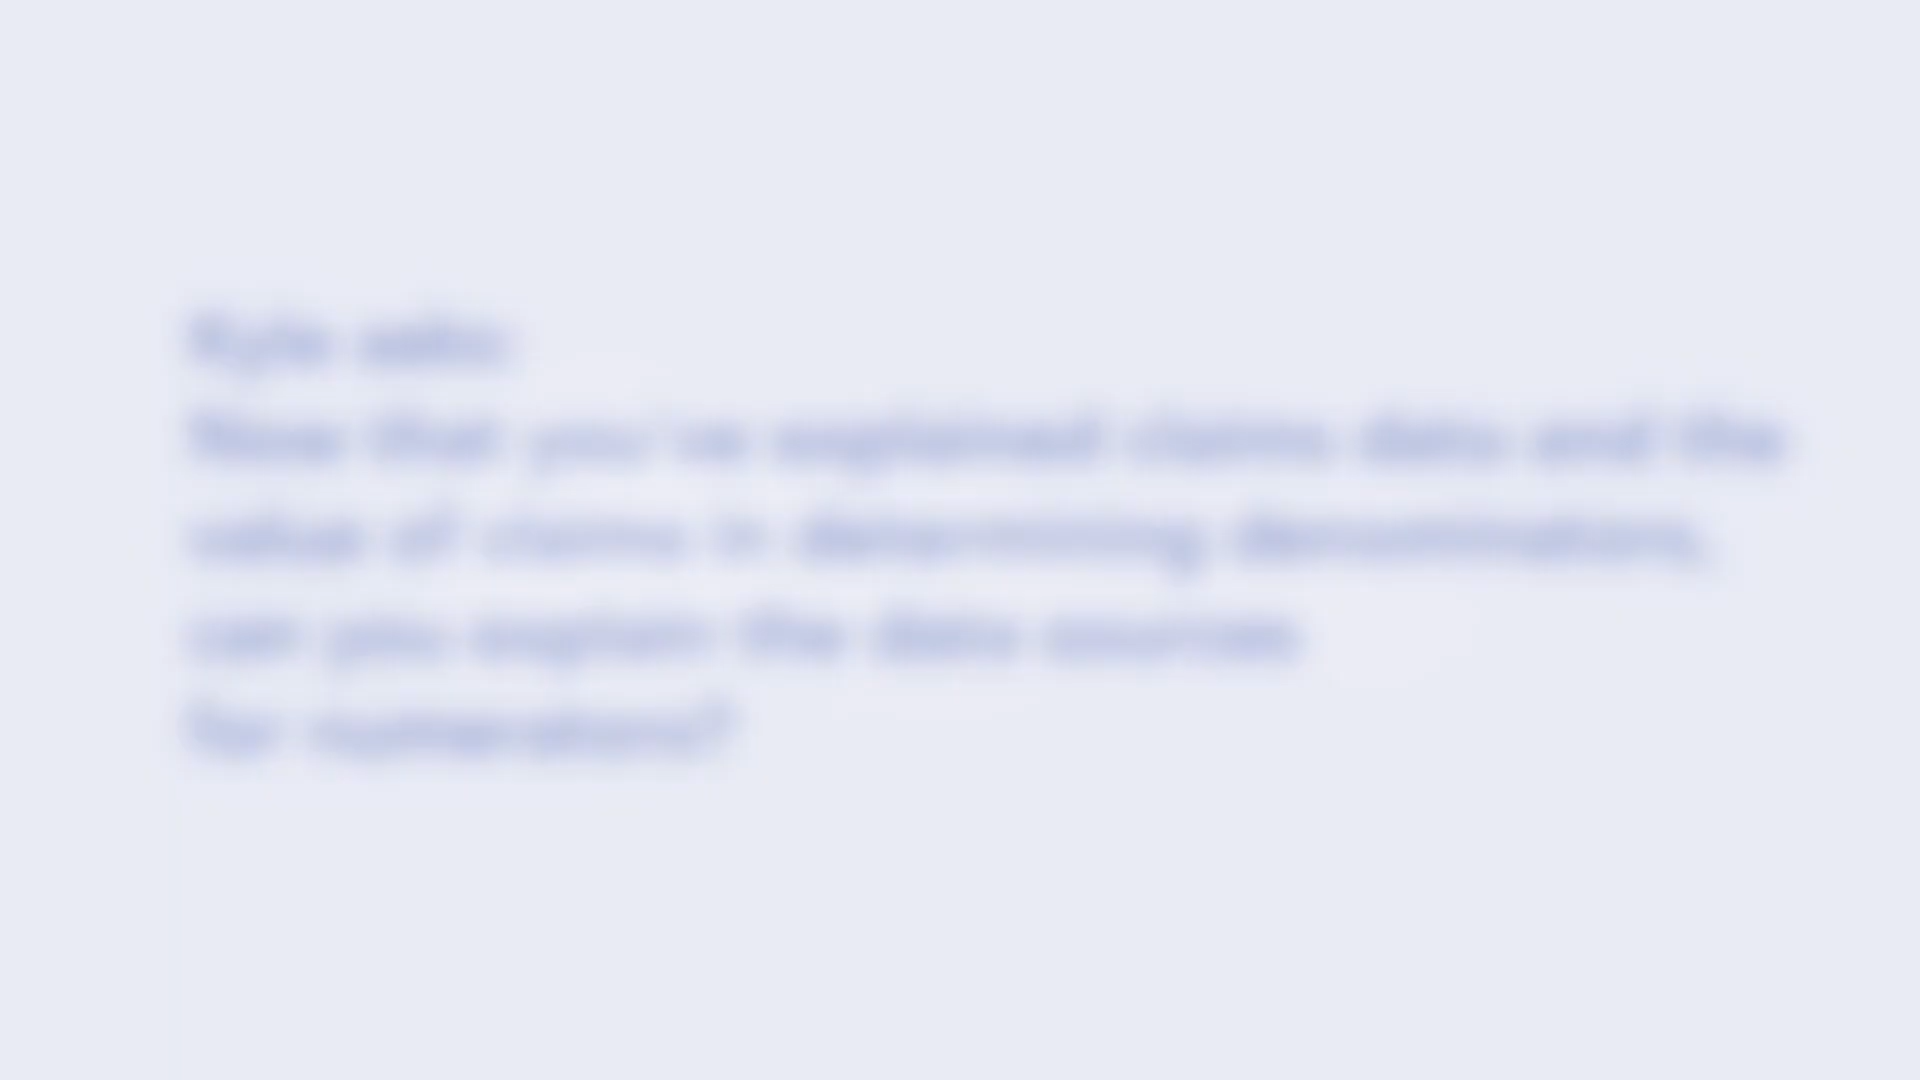 Kyle asks:
Now that you've explained claims data and the
value of claims in determining denominators,
can you explain the data sources
for numerators?